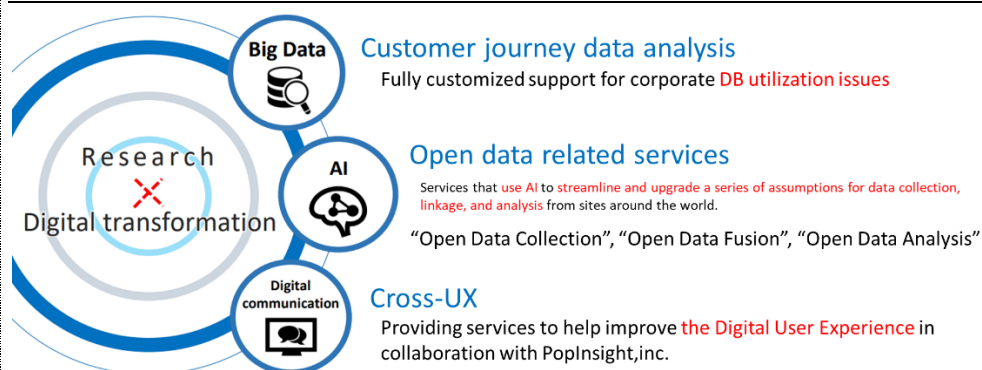 Big Data
Customer journey data analysis
Fully customized support for corporate DB utilization issues
Research
Digital transformation
AI
Open data related services
Services that use AI to streamline and upgrade a series of assumptions for data collection,
linkage, and analysis from sites around the world.
“Open Data Collection”, “Open Data Fusion”, “Open Data Analysis”
Digital
communication
Cross-UX
Providing services to help improve the Digital User Experience in
collaboration with PopInsight,inc.